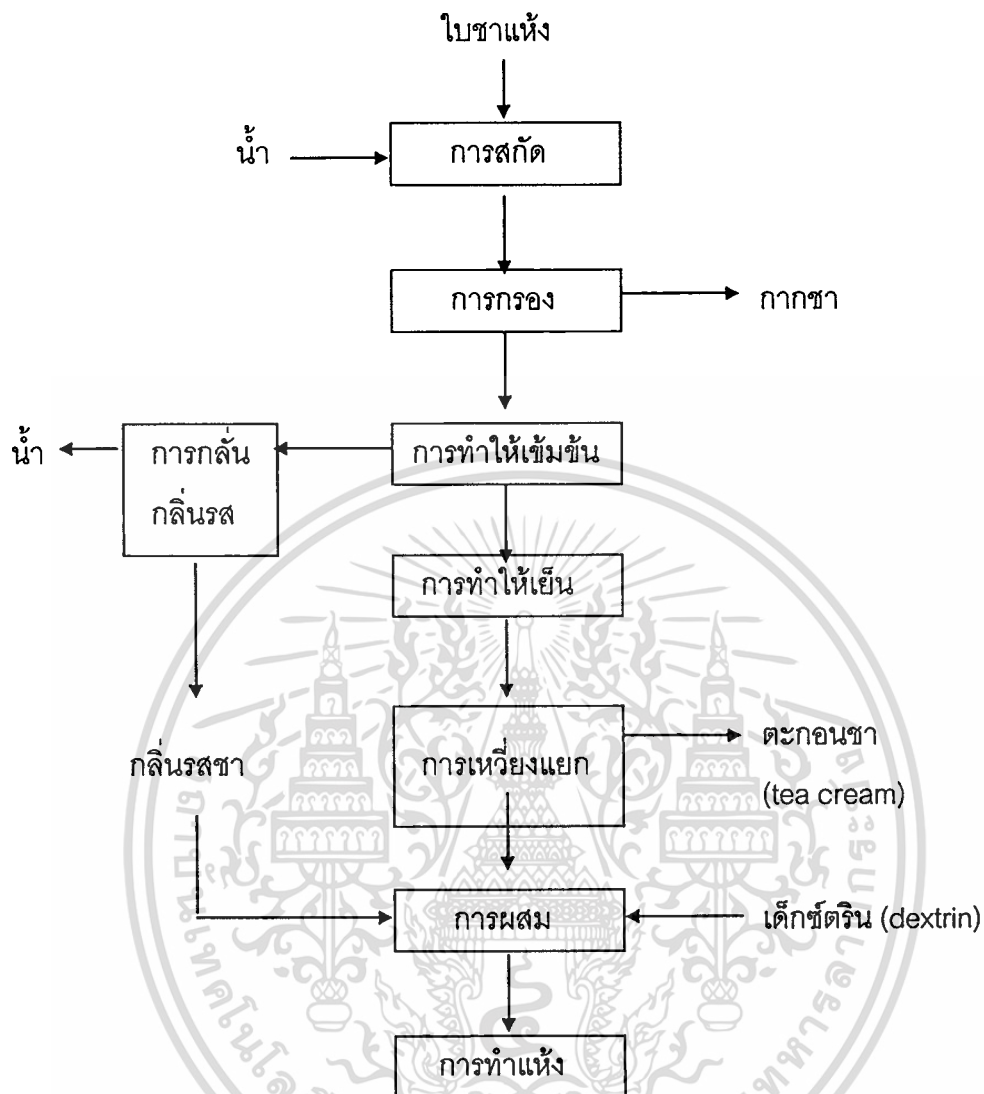 ใบชาแห้ง
น้ำ
การสกัด
การกรอง
กากชา
น้ำ
การกลั่น
กลิ่นรส
การทำให้เข้มข้น
การทำให้เย็น
กลิ่นรสชา
การเหวี่ยงแยก
ตะกอนชา
(tea cream)
การผสม
เด็กซ์ตริน (dextrin)
การทำแห้ง